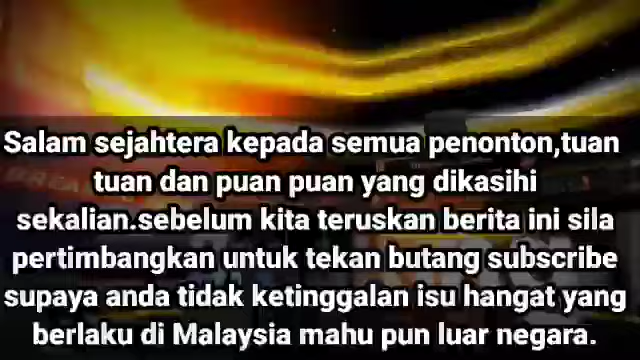 Salam sejahtera kepada semua penonton,tuan
tuan dan puan puan yang dikasihi
sekalian.sebelum kita teruskan berita ini sila
pertimbangkan untuk tekan butang subscribe
supaya anda tidak ketinggalan isu hangat yang
berlaku di Malaysia mahu pun luar negara.